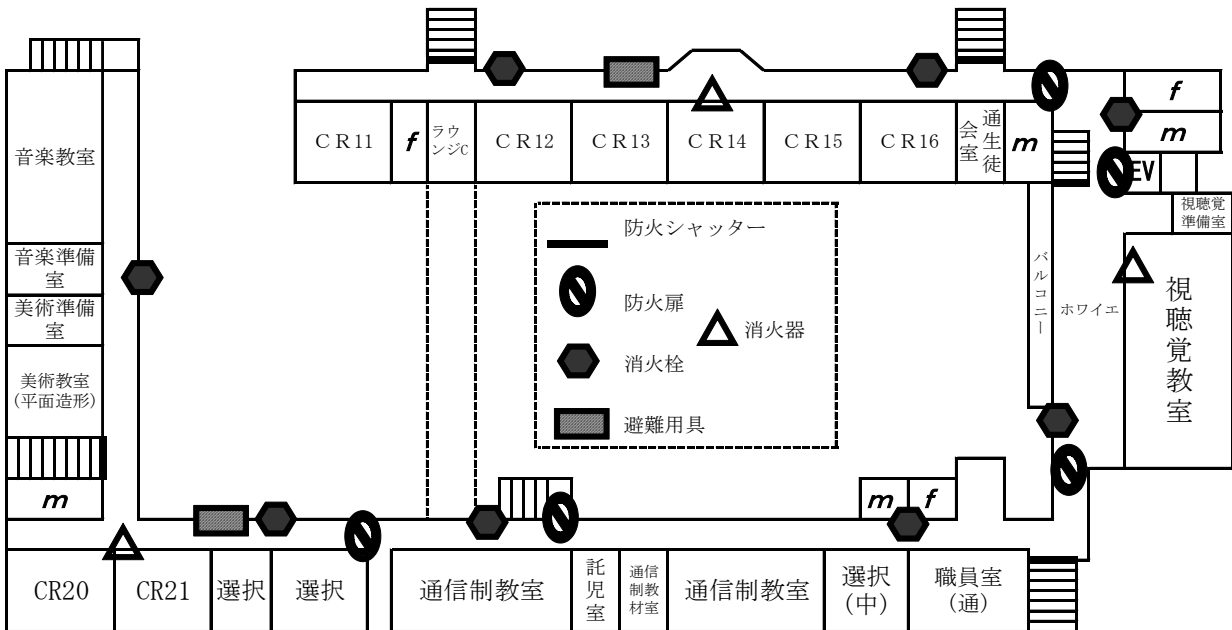 音楽教室
音楽準備
室
美術準備
室
美術教室
(平面造形)
m
ＣＲ11
f
ラウ
ンジC
ＣＲ12
ＣＲ13
ＣＲ14
ＣＲ15
ＣＲ16
通生徒
会室
m
f
m
EV
視聴覚
準備室
防火シャッター
防火扉
消火器
消火栓
避難用具
バルコニー
ホワイエ
視聴覚教室
m
f
CR20
CR21
選択
選択
通信制教室
託児室
通信
制教
材室
通信制教室
選択
(中)
職員室
(通)